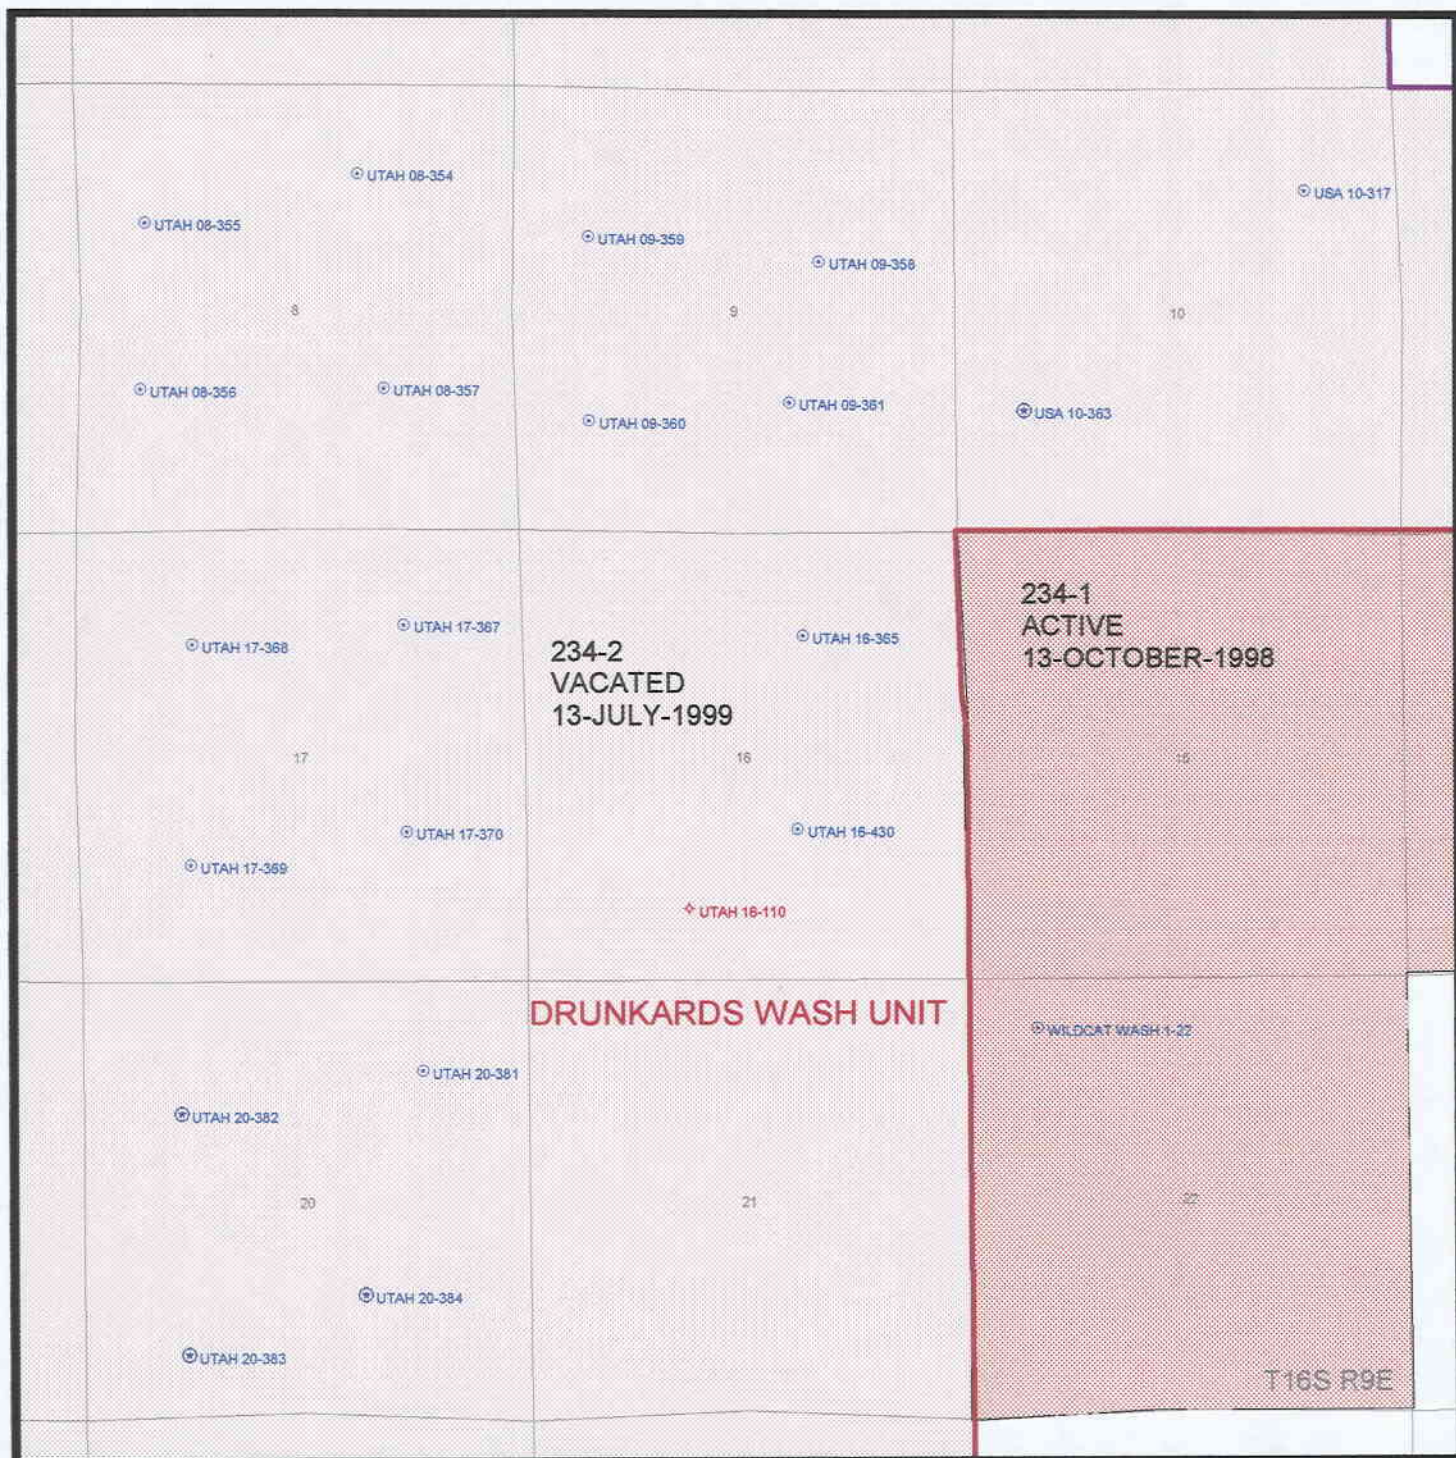 UTAH 08-354
USA 10-317
UTAH 08-355
UTAH 09-359
UTAH 09-358
8
9
10
UTAH 08-356
UTAH 08-357
UTAH 09-360
UTAH 09-361
USA 10-363
234-1
ACTIVE
13-OCTOBER-1998
UTAH 17-368
UTAH 17-367
234-2
VACATED
13-JULY-1999
UTAH 16-365
17
16
15
UTAH 17-369
UTAH 17-370
UTAH 16-430
UTAH 16-110
DRUNKARDS WASH UNIT
WILDCAT WASH 1-22
UTAH 20-381
UTAH 20-382
20
21
22
UTAH 20-384
UTAH 20-383
T16S R9E